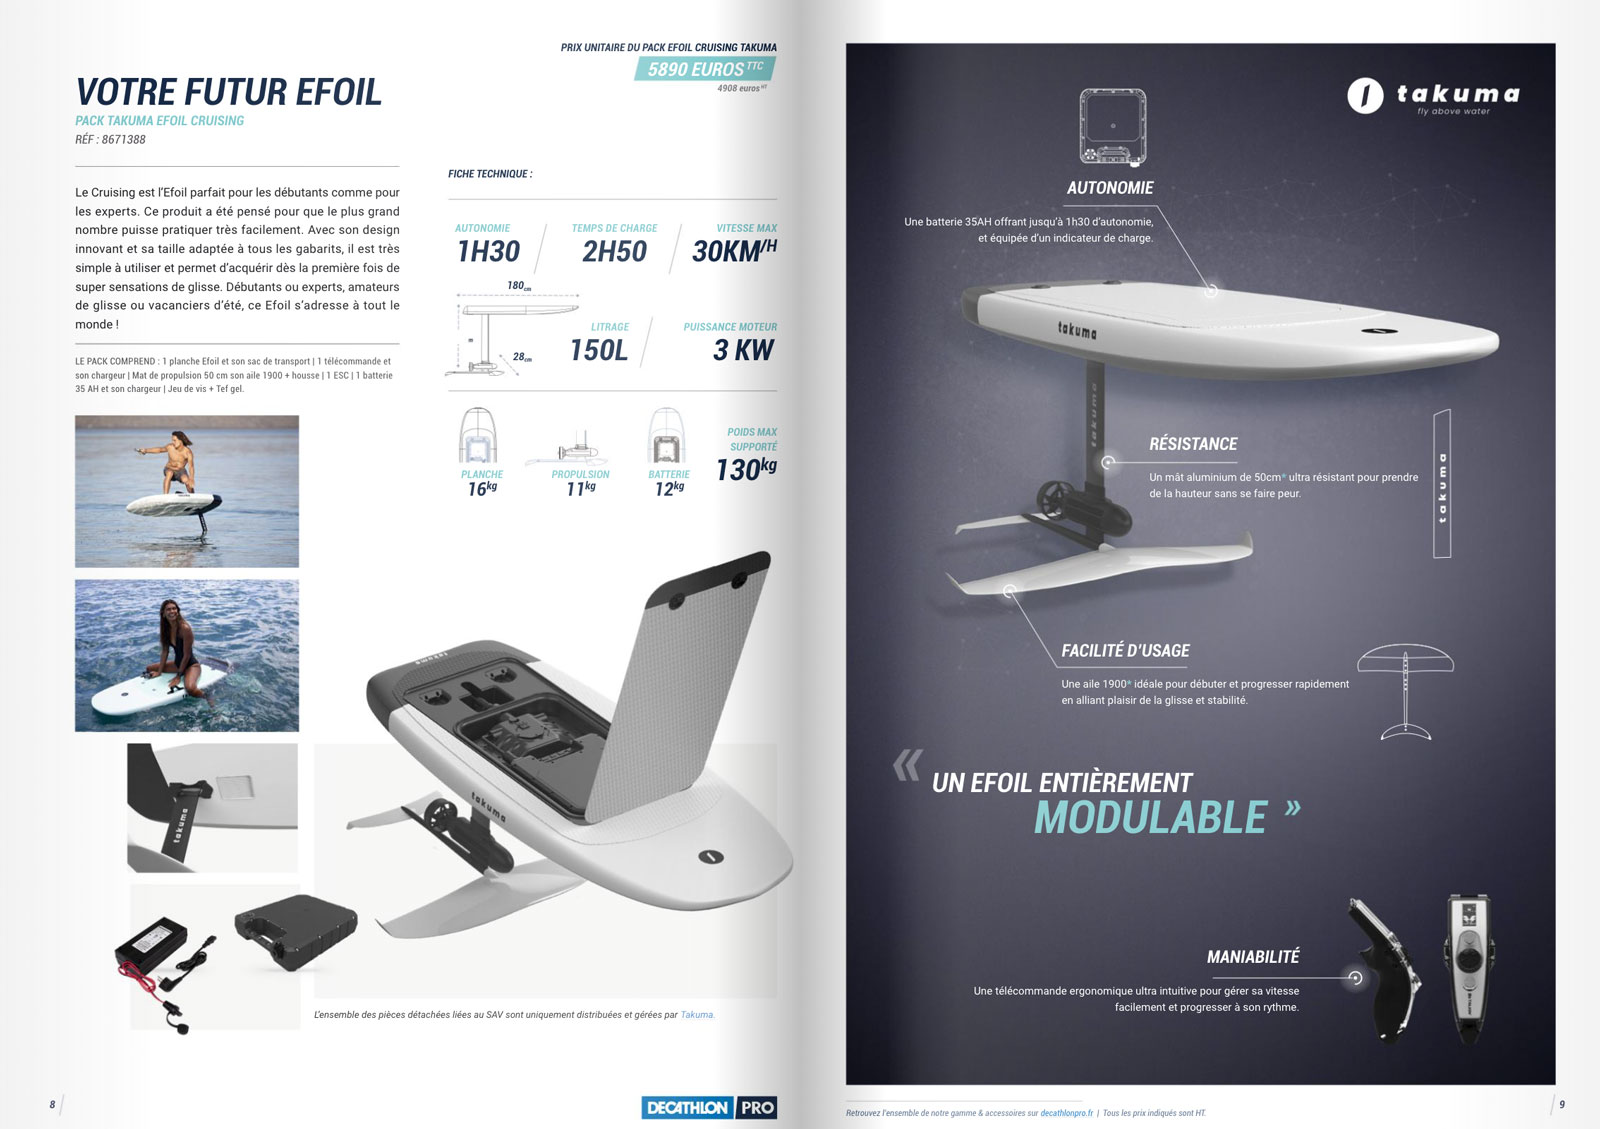 PRIX UNITAIRE DU PACK EFOIL CRUISING TAKUMA
5890 EUROS TTC
4908 euros HT
VOTRE FUTUR EFOIL
PACK TAKUMA EFOIL CRUISING
RÉF : 8671388
Le Cruising est l'Efoil parfait pour les débutants comme pour
les experts. Ce produit a été pensé pour que le plus grand
nombre puisse pratiquer très facilement. Avec son design
innovant et sa taille adaptée à tous les gabarits, il est très
simple à utiliser et permet d'acquérir dès la première fois de
super sensations de glisse. Débutants ou experts, amateurs
de glisse ou vacanciers d'été, ce Efoil s'adresse à tout le
monde !
LE PACK COMPREND : 1 planche Efoil et son sac de transport | 1 télécommande et
son chargeur | Mat de propulsion 50 cm son aile 1900 + housse | 1 ESC | 1 batterie
35 AH et son chargeur | Jeu de vis + Tef gel.
FICHE TECHNIQUE :
AUTONOMIE
1H30
TEMPS DE CHARGE
2H50
VITESSE MAX
30KM/H
180cm
28cm
LITRAGE
150L
PUISSANCE MOTEUR
3 KW
PLANCHE
16kg
PROPULSION
11kg
BATTERIE
12kg
POIDS MAX
SUPPORTÉ
130kg
takuma
takuma
takuma
L'ensemble des pièces détachées liées au SAV sont uniquement distribuées et gérées par Takuma.
8
DECATHLON PRO
takuma
fly above water
AUTONOMIE
Une batterie 35AH offrant jusqu'à 1h30 d'autonomie,
et équipée d'un indicateur de charge.
takuma
takuma
RÉSISTANCE
Un mât aluminium de 50cm* ultra résistant pour prendre
de la hauteur sans se faire peur.
takuma
FACILITÉ D'USAGE
Une aile 1900* idéale pour débuter et progresser rapidement
en alliant plaisir de la glisse et stabilité.
« UN EFOIL ENTIÈREMENT
MODULABLE »
MANIABILITÉ
Une télécommande ergonomique ultra intuitive pour gérer sa vitesse
facilement et progresser à son rythme.
Retrouvez l'ensemble de notre gamme & accessoires sur decathlonpro.fr | Tous les prix indiqués sont HT.
9